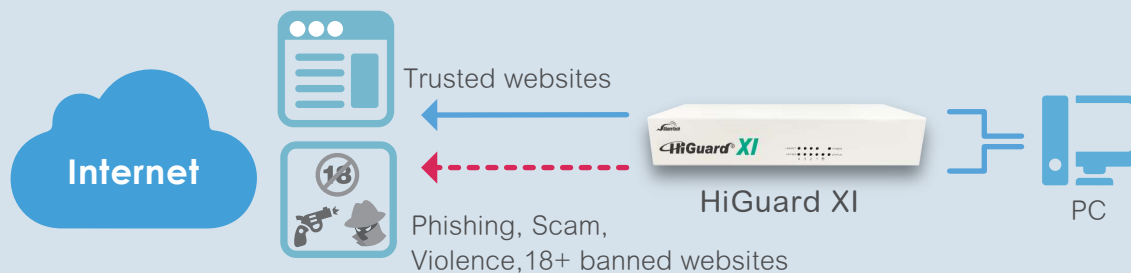 Internet
18
Trusted websites
Phishing, Scam,
Violence,18+ banned websites
HiGuard XI
HiGuard XI
PC